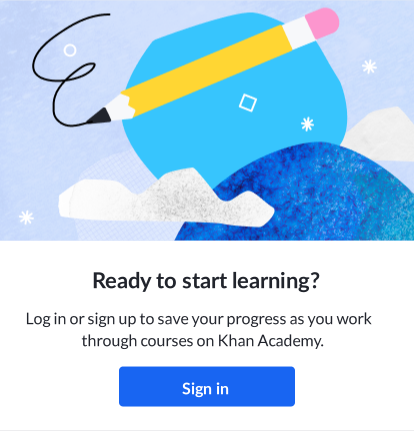 Ready to start learning?
Log in or sign up to save your progress as you work
through courses on Khan Academy.
Sign in